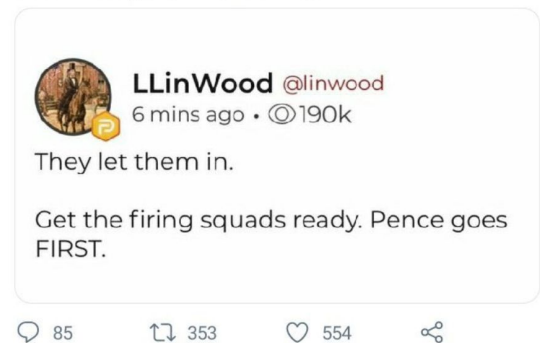 LLinWood @linwood
6 mins ago • 190k
They let them in.
Get the firing squads ready. Pence goes
FIRST.
85 353 554